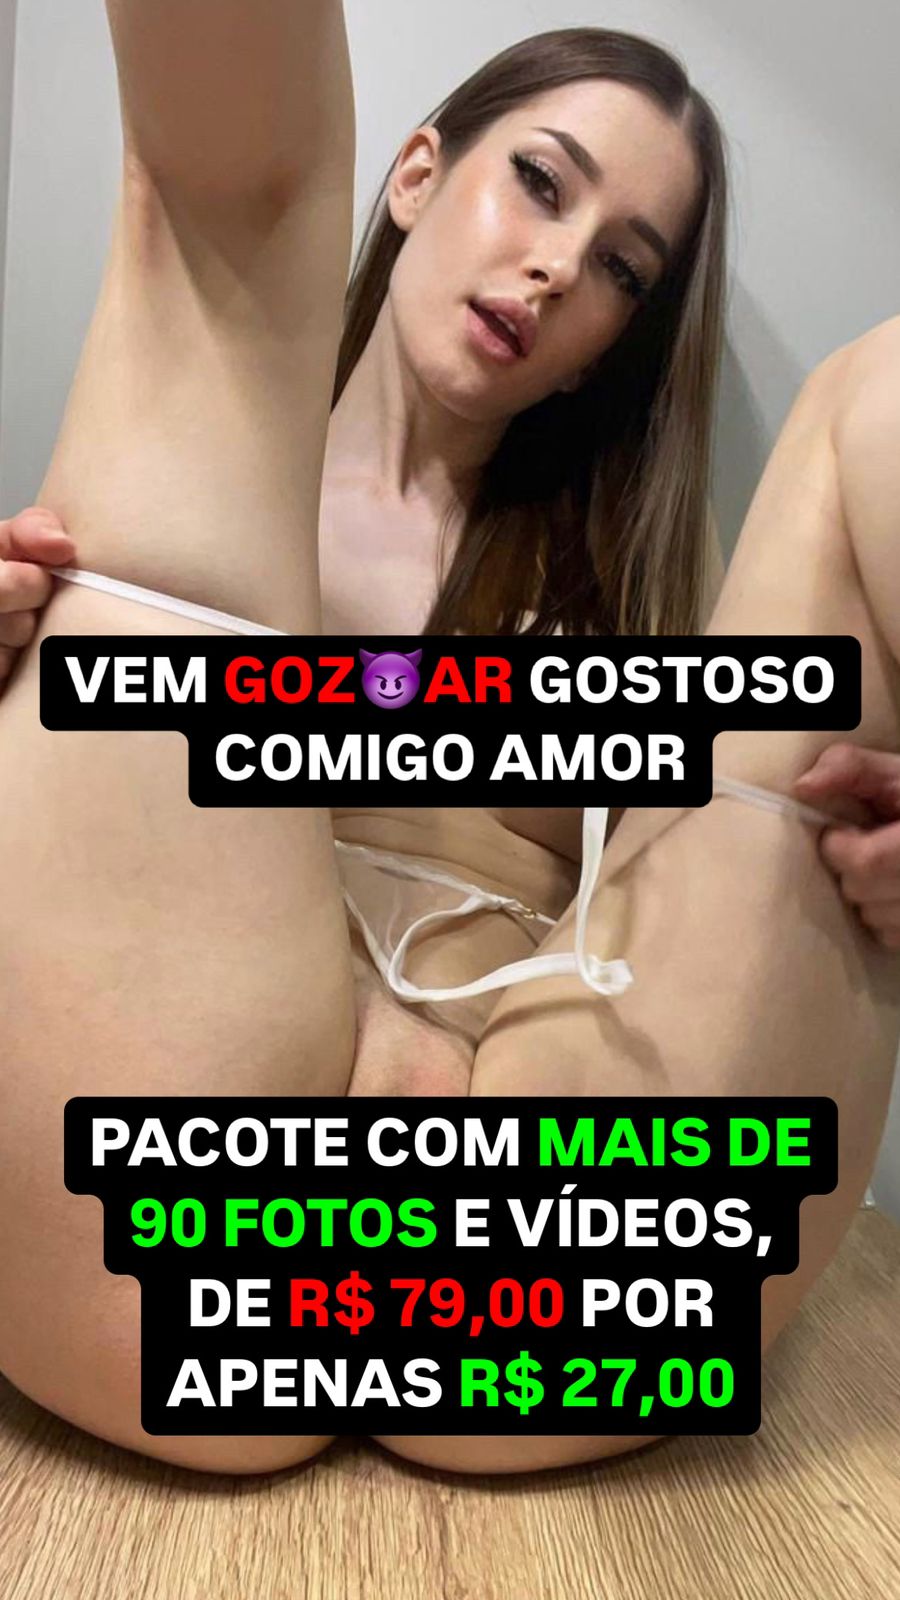 VEM GOZ😈AR GOSTOSO
COMIGO AMOR
PACOTE COM MAIS DE
90 FOTOS E VÍDEOS,
DE R$ 79,00 POR
APENAS R$ 27,00